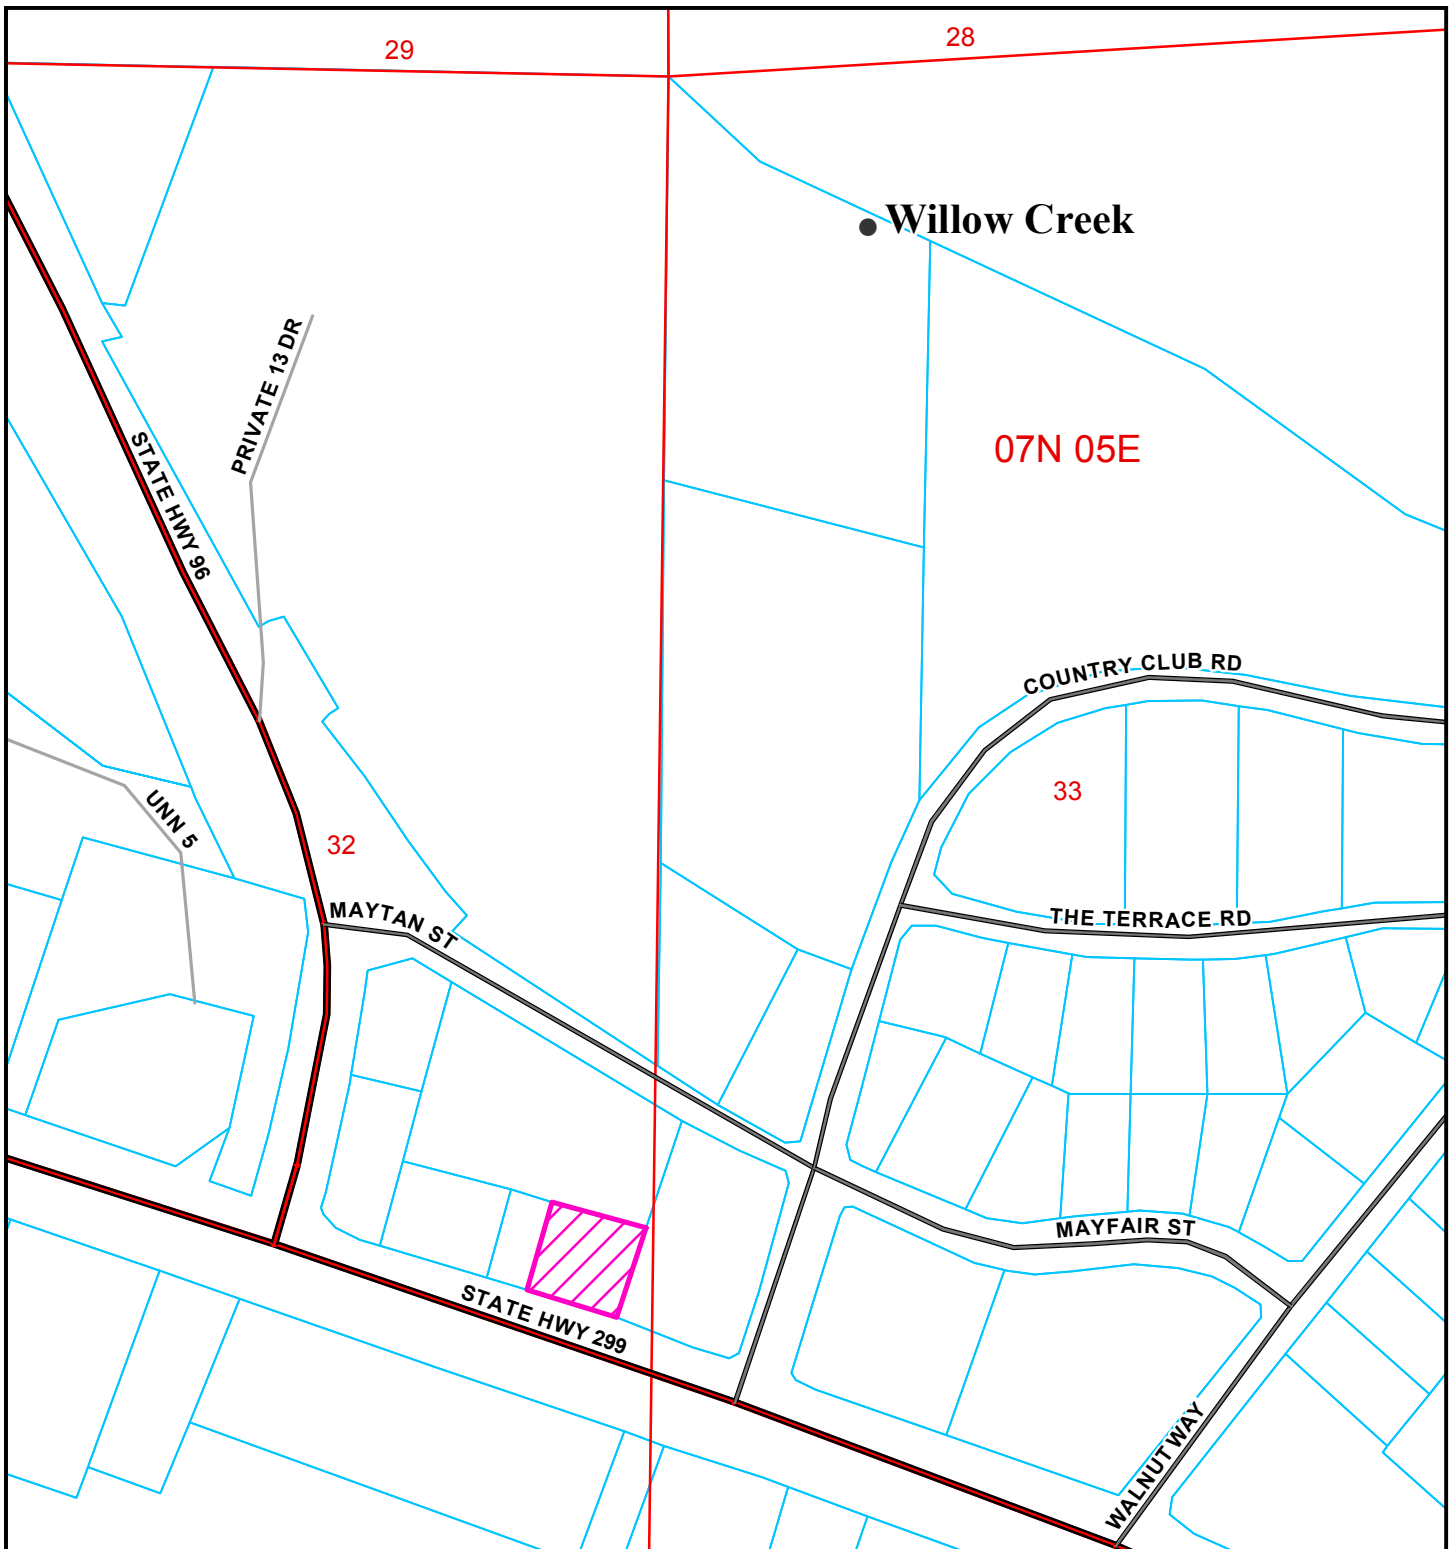 29
28
Willow Creek
PRIVATE 13 DR
07N 05E
STATE HWY 96
COUNTRY CLUB RD
33
UNN 5
32
MAYTAN ST
THE TERRACE RD
MAYFAIR ST
STATE HWY 299
WALNUT WAY